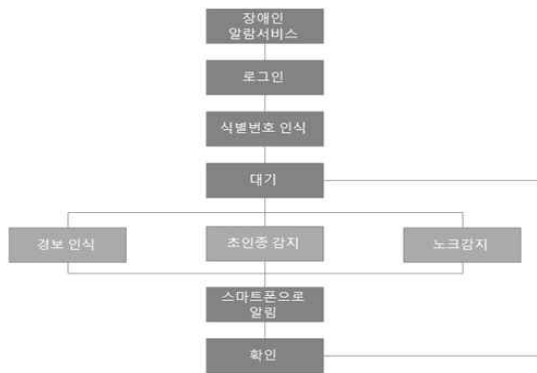 장애인
알람서비스
로그인
식별번호 인식
대기
경보 인식
초인종 감지
노크감지
스마트폰으로
알림
확인